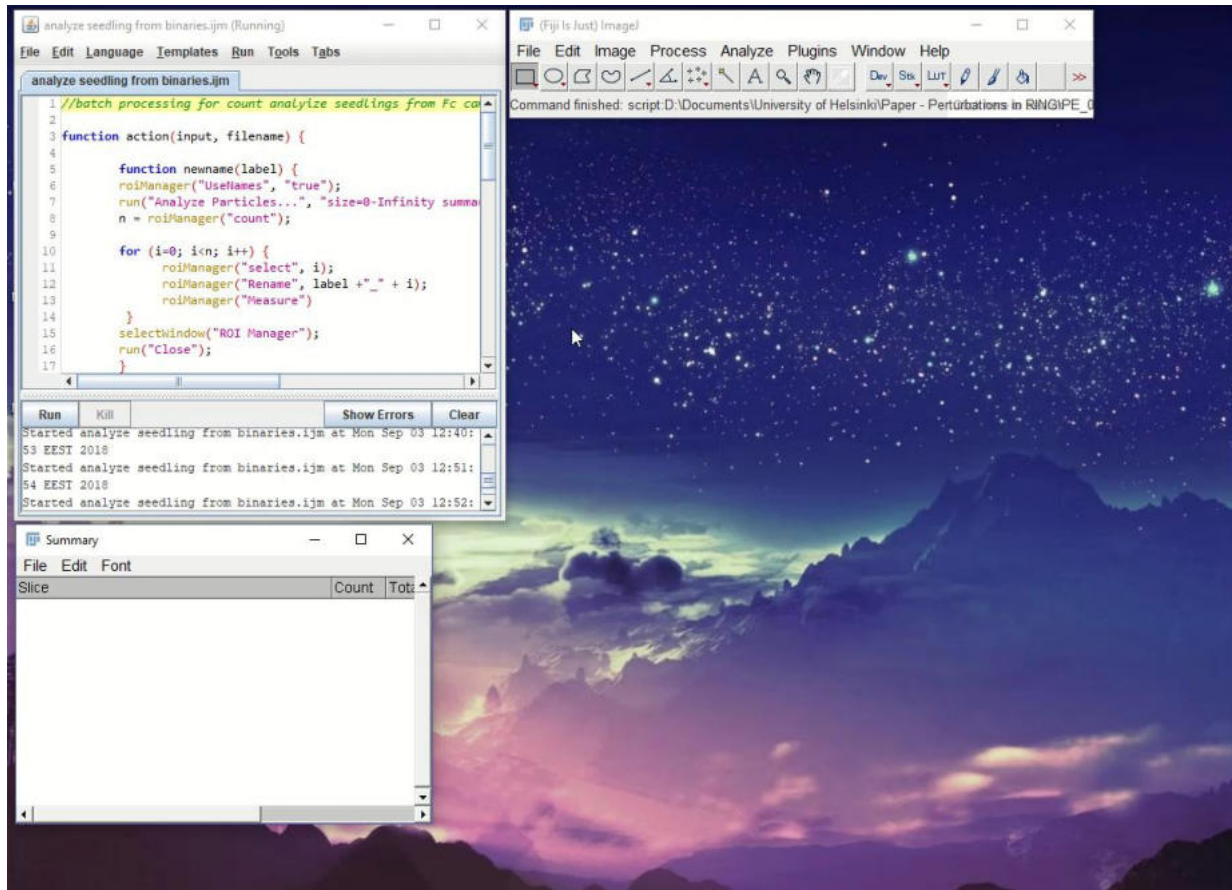 analyze seedling from binaries.ijm (Running)
File Edit Language Templates Run Tools Tabs
analyze seedling from binaries.ijm
1 //batch processing for count analyize seedlings from Fc ca
2
3 function action(input, filename) {
4
5 function newname(label) {
6 roiManager("UseNames", "true");
7 run("Analyze Particles...", "size=0-Infinity summa
8 n = roiManager("count");
9
10 for (i=0; i<n; i++) {
11 roiManager("select", i);
12 roiManager("Rename", label +"_" + i);
13 roiManager("Measure")
14 }
15 selectWindow("ROI Manager");
16 run("Close");
17 }
Run Kill Show Errors Clear
Started analyze seedling from binaries.ijm at Mon Sep 03 12:40:
53 EEST 2018
Started analyze seedling from binaries.ijm at Mon Sep 03 12:51:
54 EEST 2018
Started analyze seedling from binaries.ijm at Mon Sep 03 12:52:
(Fiji Is Just) ImageJ
File Edit Image Process Analyze Plugins Window Help
A Dev Stk LUT >>
Command finished: script:D:\Documents\University of Helsinki\Paper - Perturbations in RING\PE_0
Summary
File Edit Font
Slice Count Tota